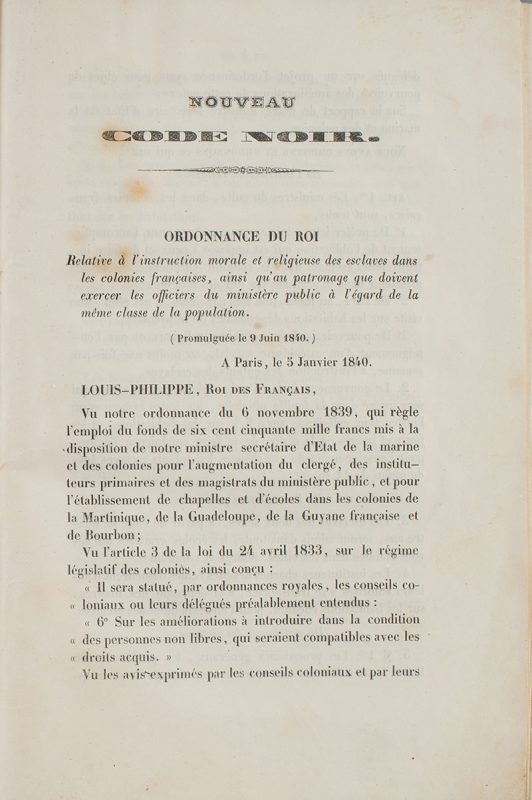 NOUVEAU
CODE NOIR.
ORDONNANCE DU ROI
Relative à l'instruction morale et religieuse des esclaves dans
les colonies françaises, ainsi qu'au patronage que doivent
exercer les officiers du ministère public à l'égard de la
même classe de la population.
( Promulguée le 9 Juin 1840. )
A Paris, le 5 Janvier 1840.
LOUIS-PHILIPPE, ROI DES FRANÇAIS,
Vu notre ordonnance du 6 novembre 1839, qui règle
l'emploi du fonds de six cent cinquante mille francs mis à la
disposition de notre ministre secrétaire d'Etat de la marine
et des colonies pour l'augmentation du clergé, des institu-
teurs primaires et des magistrats du ministère public, et pour
l'établissement de chapelles et d'écoles dans les colonies de
la Martinique, de la Guadeloupe, de la Guyane française et
de Bourbon;
Vu l'article 3 de la loi du 24 avril 1833, sur le régime
législatif des colonies, ainsi conçu :
« Il sera statué, par ordonnances royales, les conseils co-
« loniaux ou leurs délégués préalablement entendus :
« 6° Sur les améliorations à introduire dans la condition
« des personnes non libres, qui seraient compatibles avec les
« droits acquis. »
Vu les avis exprimés par les conseils coloniaux et par leurs